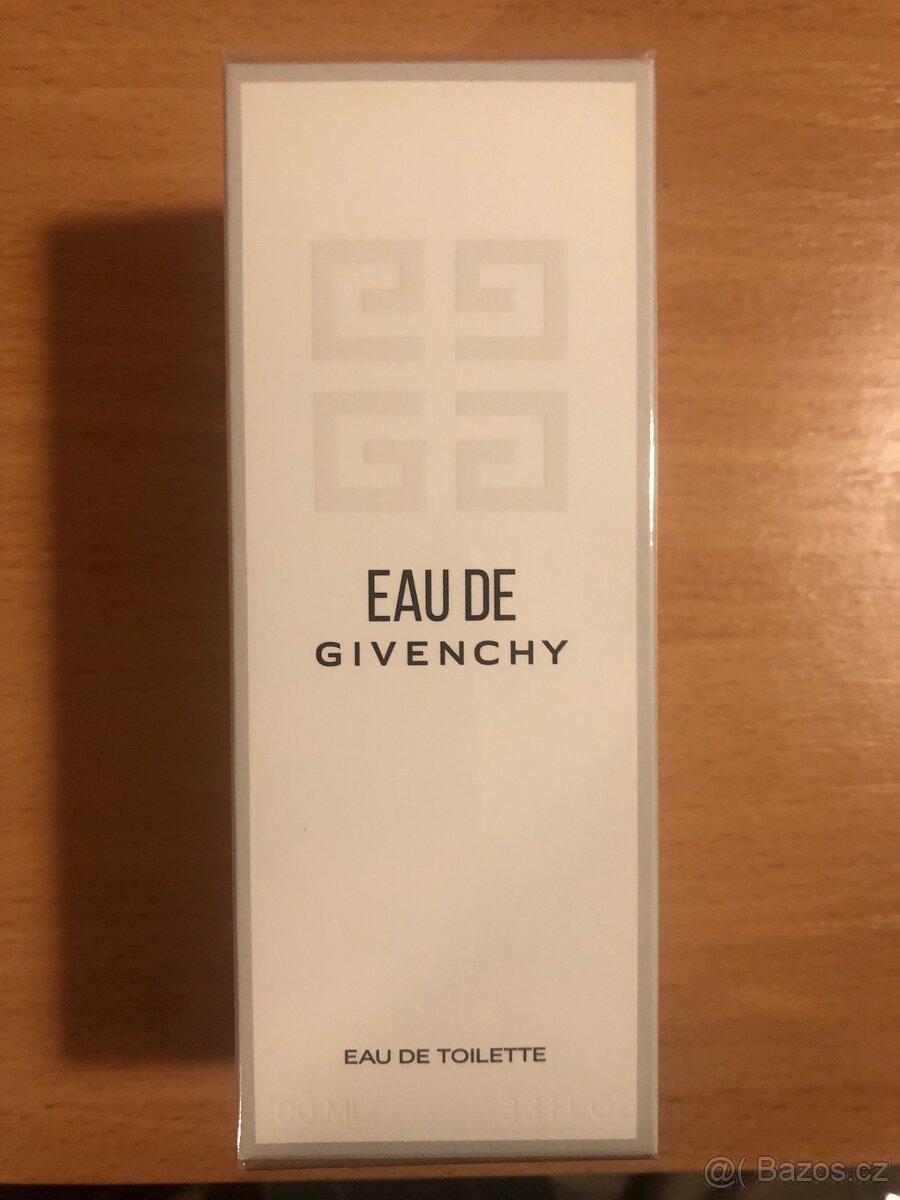 EAU DE
GIVENCHY
EAU DE TOILETTE
100 ML 3.3 FL.OZ
@( Bazos.cz